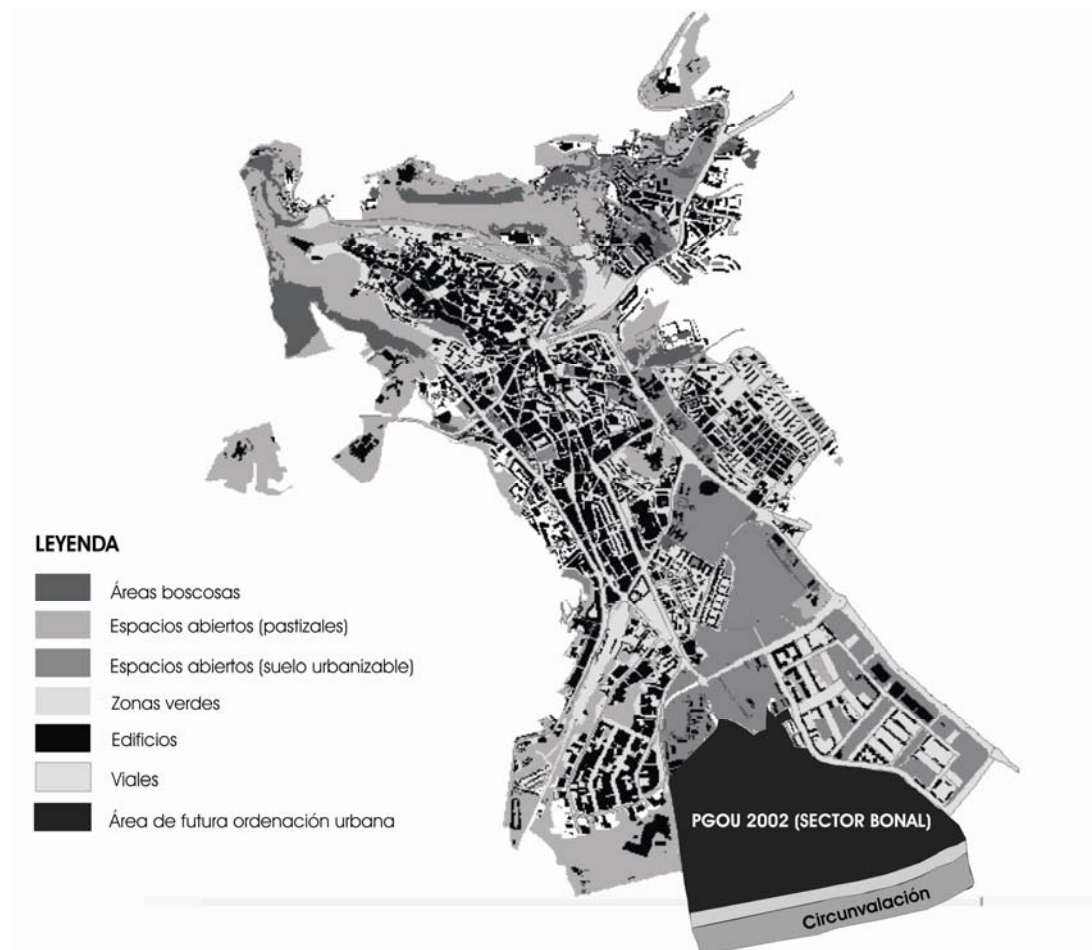 LEYENDA
Áreas boscosas
Espacios abiertos (pastizales)
Espacios abiertos (suelo urbanizable)
Zonas verdes
Edificios
Viales
Área de futura ordenación urbana
PGOU 2002 (SECTOR BONAL)
Circunvalación